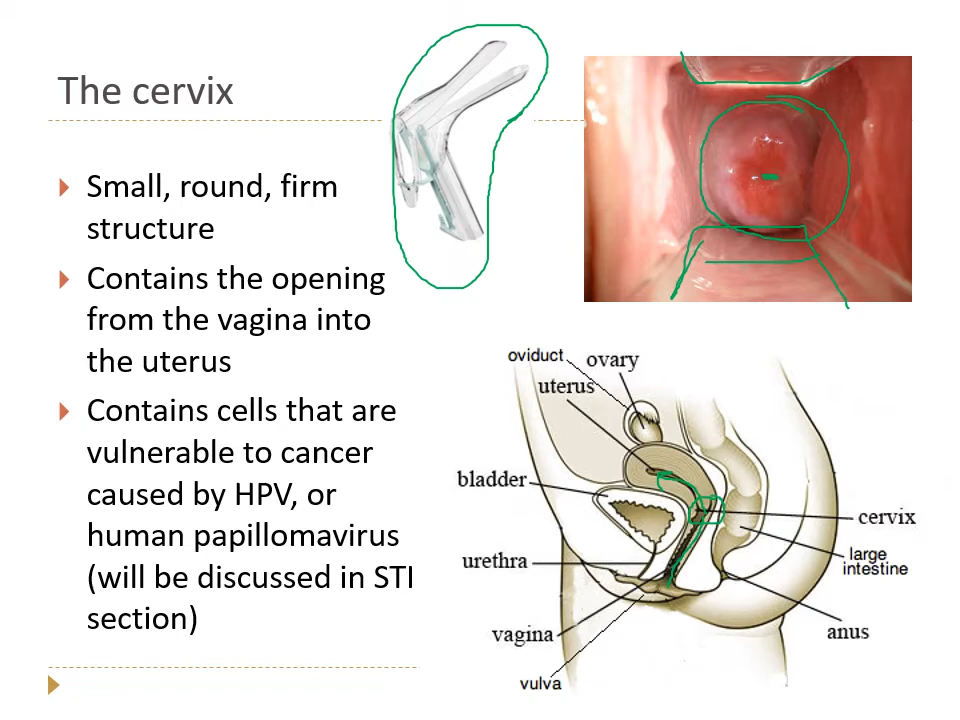 The cervix
Small, round, firm
structure
Contains the opening
from the vagina into
the uterus
Contains cells that are
vulnerable to cancer
caused by HPV, or
human papillomavirus
(will be discussed in STI
section)
oviduct
ovary
uterus
bladder
cervix
large
intestine
urethra
vagina
anus
vulva